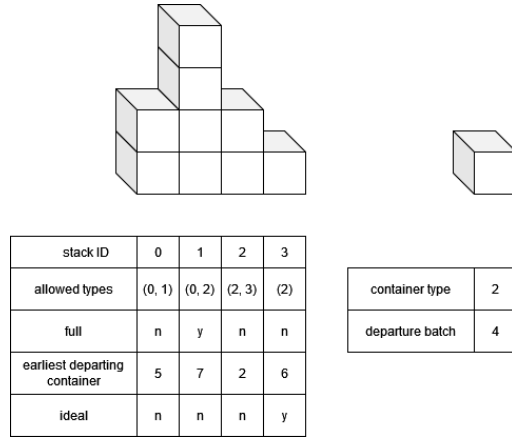 stack ID 0 1 2 3
allowed types (0, 1) (0, 2) (2, 3) (2)
full n y n n
earliest departing
container 5 7 2 6
ideal n n n y
container type 2
departure batch 4